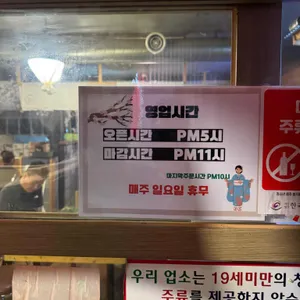 영업시간
오픈시간 PM5시
마감시간 PM11시
마지막주문시간 PM10시
매주 일요일 휴무
주류
우리 업소는 19세미만의
주류를 제공하지 않